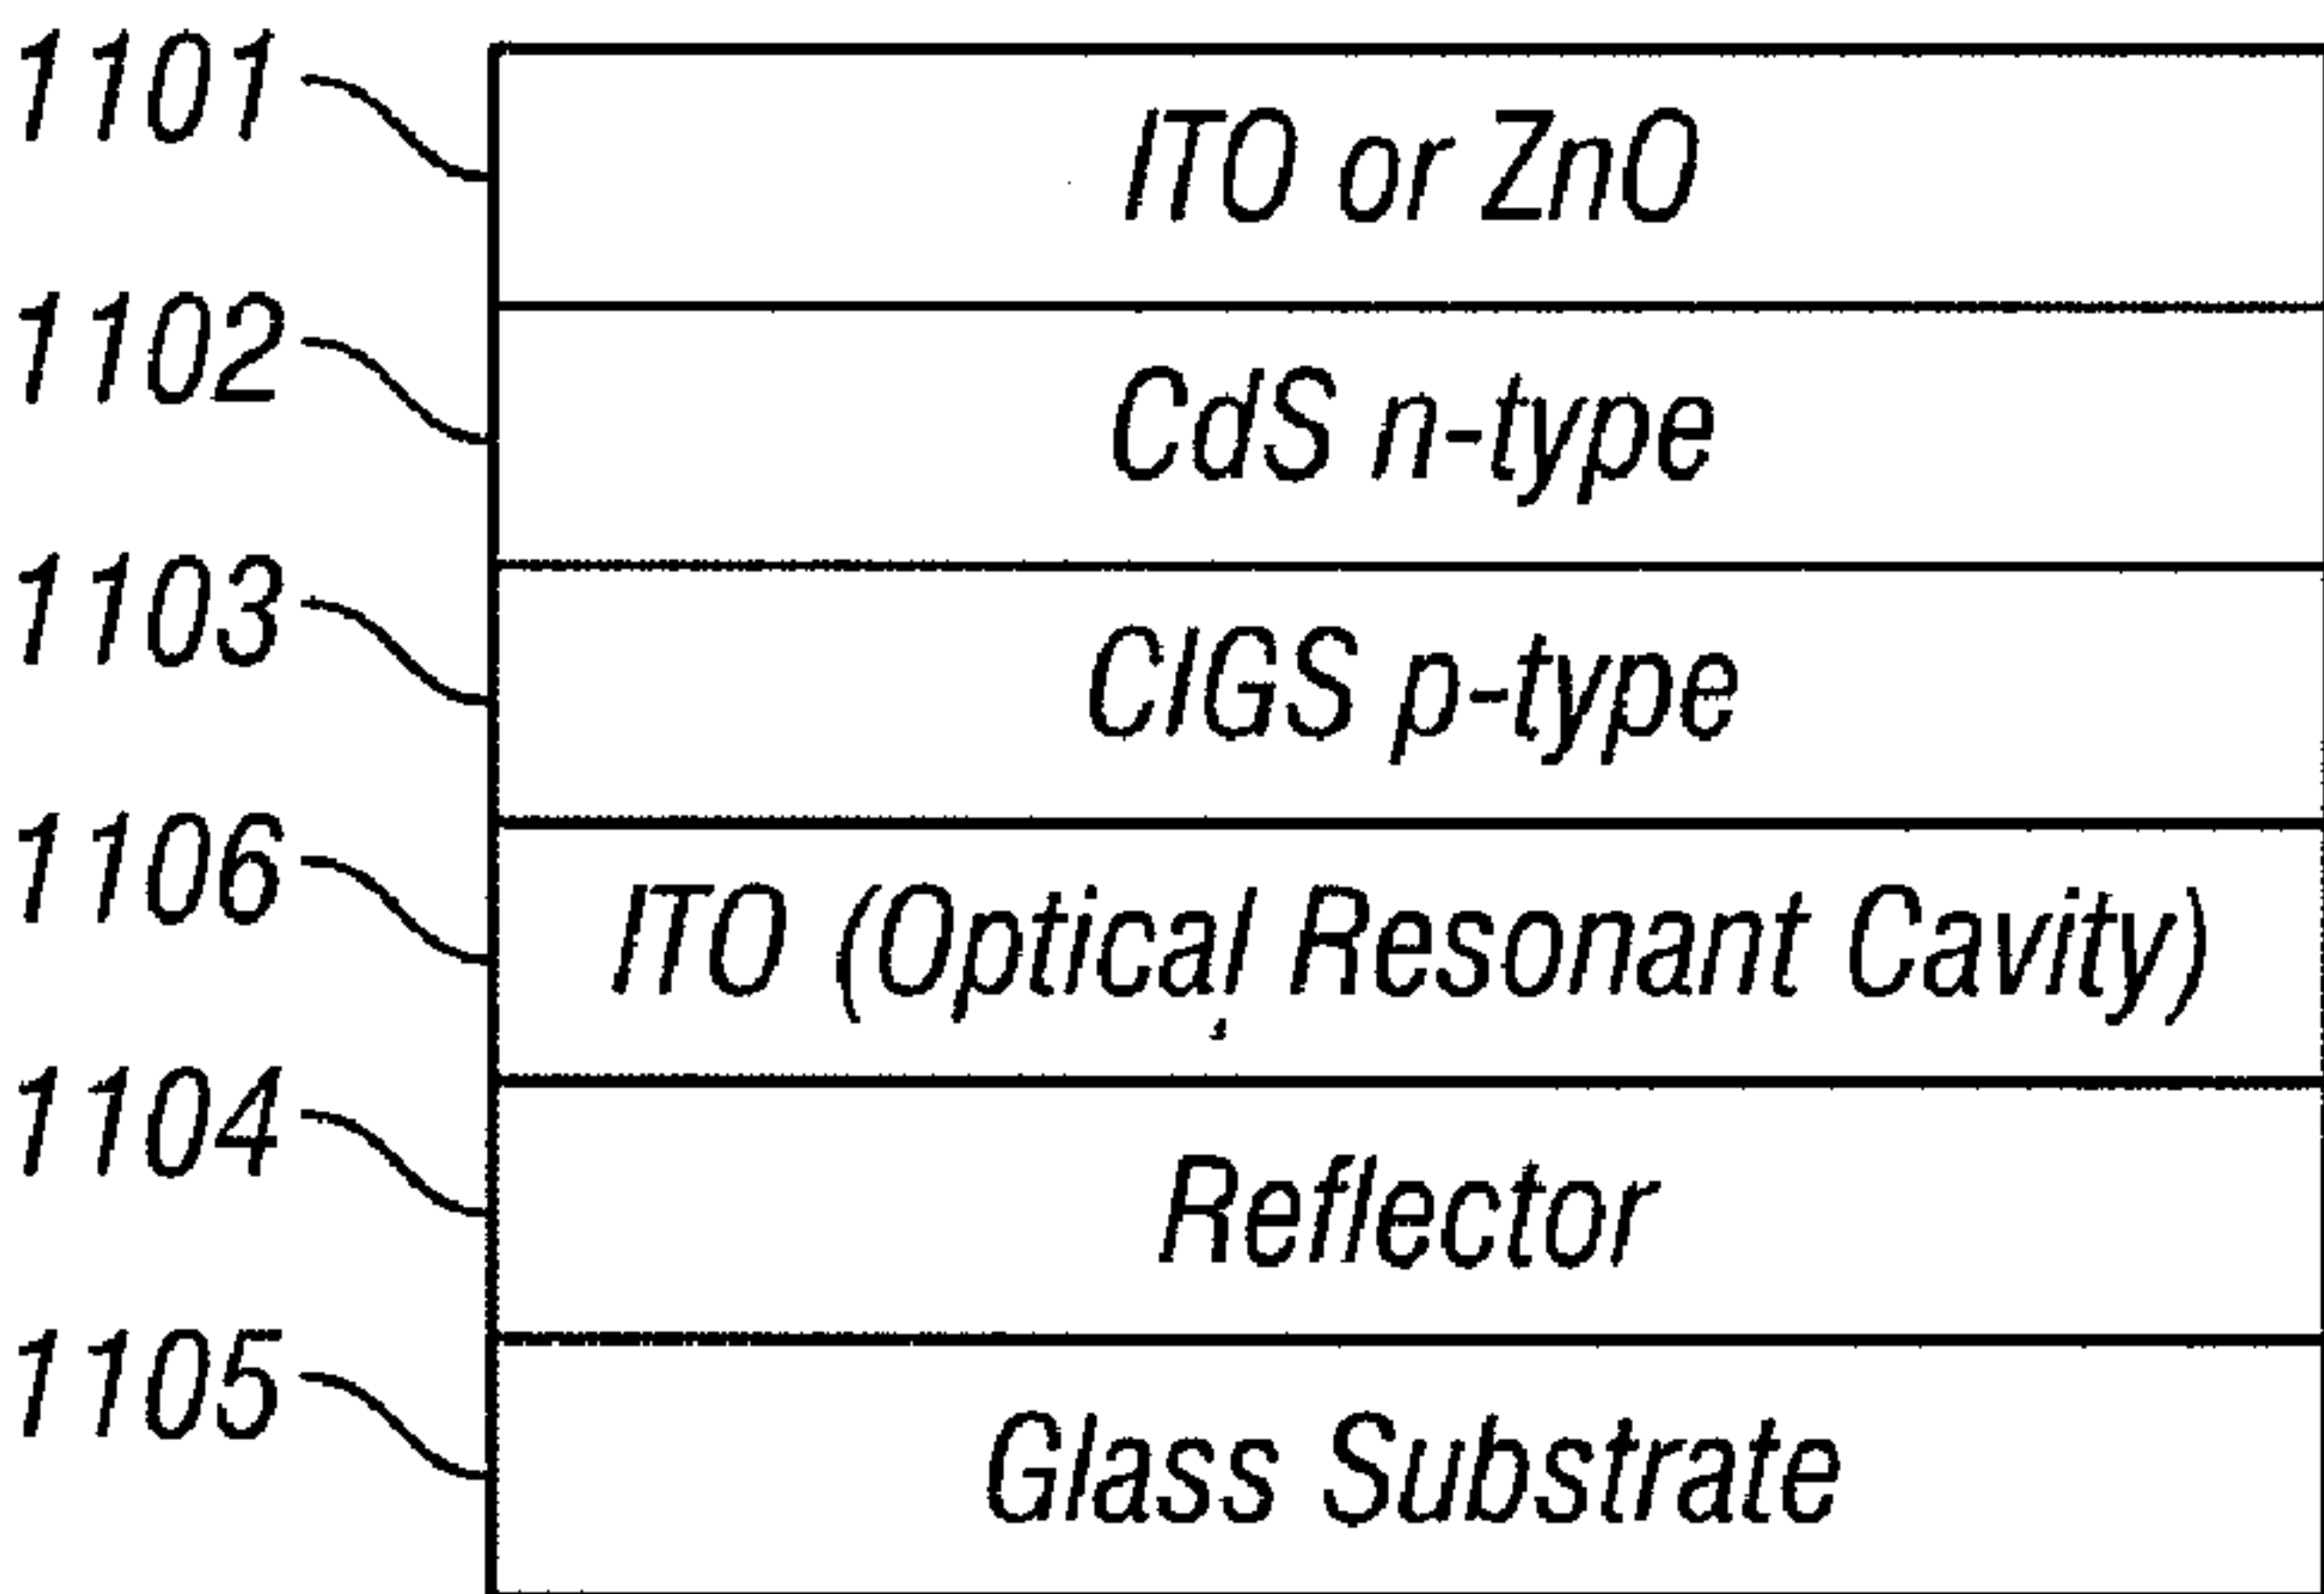 1101 ITO or ZnO
1102 CdS n-type
1103 CIGS p-type
1106 ITO (Optical Resonant Cavity)
1104 Reflector
1105 Glass Substrate